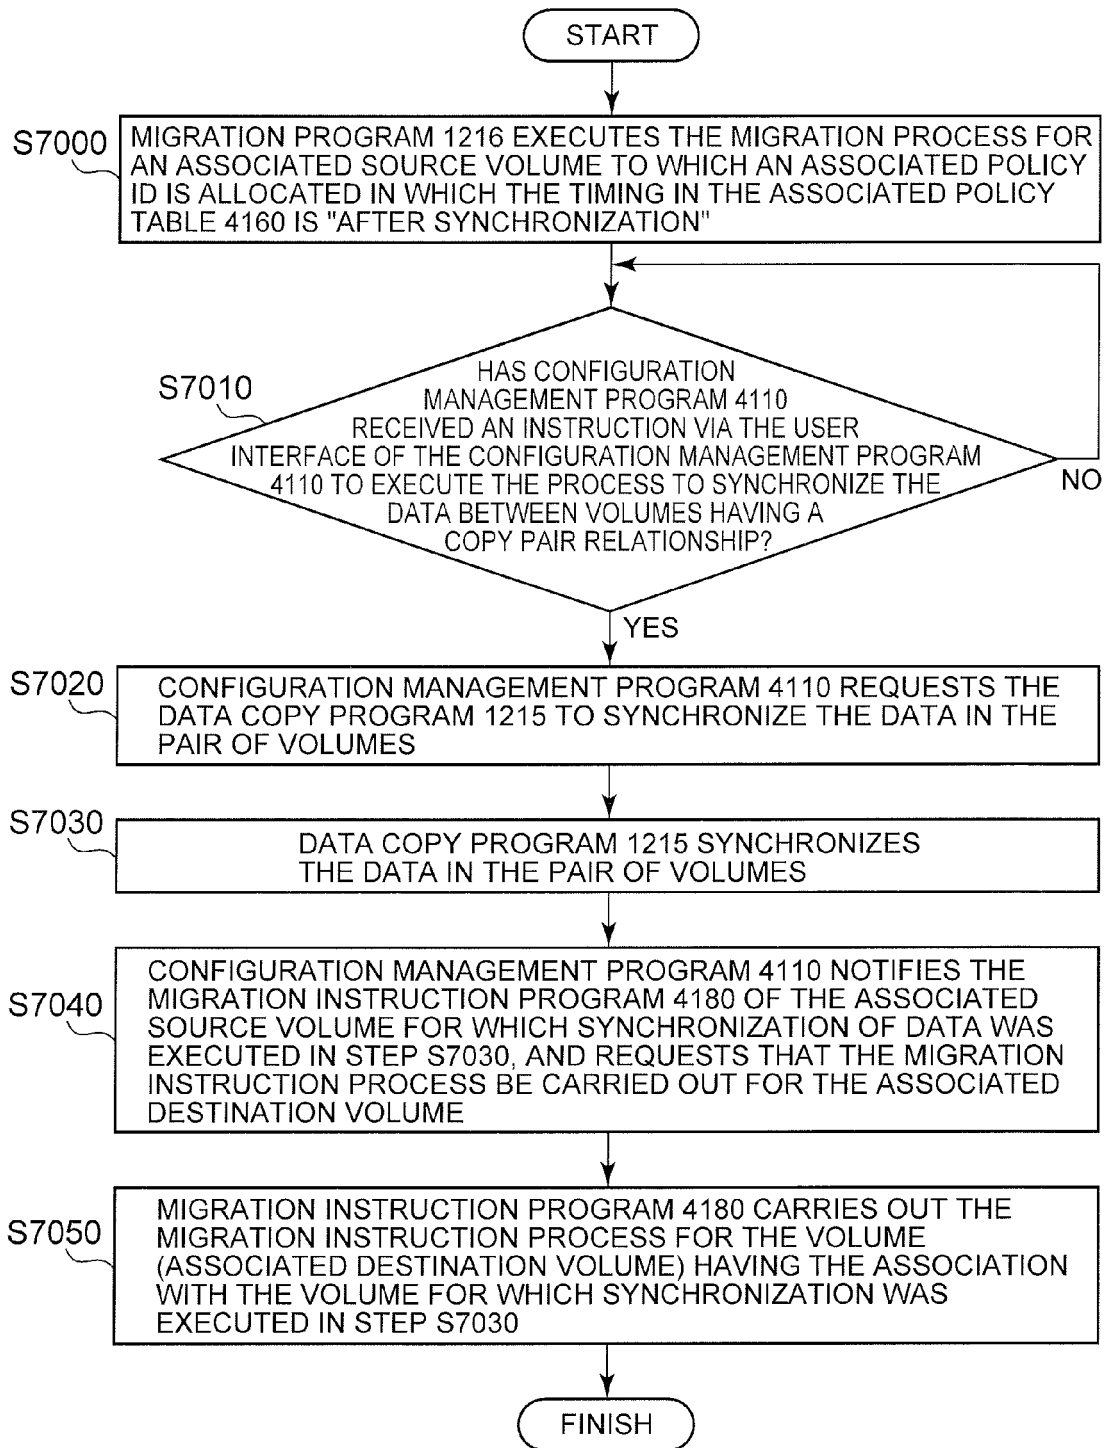 START
S7000
MIGRATION PROGRAM 1216 EXECUTES THE MIGRATION PROCESS FOR
AN ASSOCIATED SOURCE VOLUME TO WHICH AN ASSOCIATED POLICY
ID IS ALLOCATED IN WHICH THE TIMING IN THE ASSOCIATED POLICY
TABLE 4160 IS "AFTER SYNCHRONIZATION"
S7010
HAS CONFIGURATION
MANAGEMENT PROGRAM 4110
RECEIVED AN INSTRUCTION VIA THE USER
INTERFACE OF THE CONFIGURATION MANAGEMENT PROGRAM
4110 TO EXECUTE THE PROCESS TO SYNCHRONIZE THE
DATA BETWEEN VOLUMES HAVING A
COPY PAIR RELATIONSHIP?
NO
YES
S7020
CONFIGURATION MANAGEMENT PROGRAM 4110 REQUESTS THE
DATA COPY PROGRAM 1215 TO SYNCHRONIZE THE DATA IN THE
PAIR OF VOLUMES
S7030
DATA COPY PROGRAM 1215 SYNCHRONIZES
THE DATA IN THE PAIR OF VOLUMES
S7040
CONFIGURATION MANAGEMENT PROGRAM 4110 NOTIFIES THE
MIGRATION INSTRUCTION PROGRAM 4180 OF THE ASSOCIATED
SOURCE VOLUME FOR WHICH SYNCHRONIZATION OF DATA WAS
EXECUTED IN STEP S7030, AND REQUESTS THAT THE MIGRATION
INSTRUCTION PROCESS BE CARRIED OUT FOR THE ASSOCIATED
DESTINATION VOLUME
S7050
MIGRATION INSTRUCTION PROGRAM 4180 CARRIES OUT THE
MIGRATION INSTRUCTION PROCESS FOR THE VOLUME
(ASSOCIATED DESTINATION VOLUME) HAVING THE ASSOCIATION
WITH THE VOLUME FOR WHICH SYNCHRONIZATION WAS
EXECUTED IN STEP S7030
FINISH